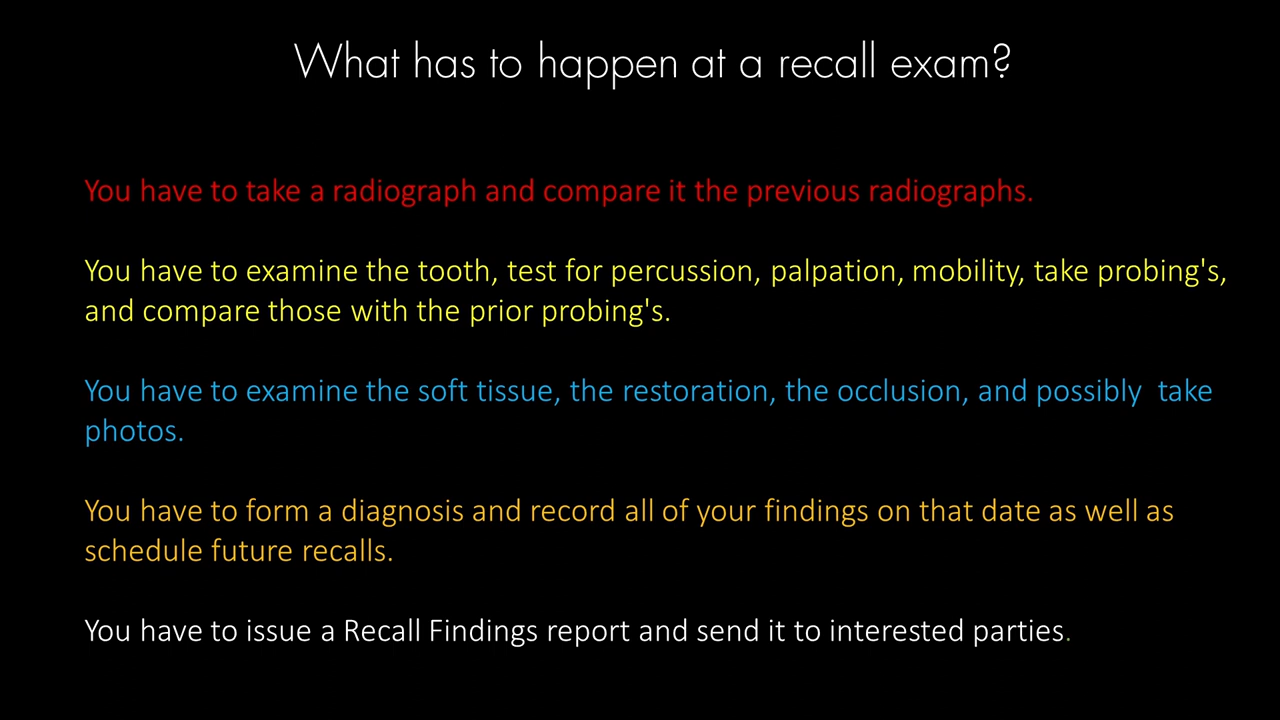 What has to happen at a recall exam?
You have to take a radiograph and compare it the previous radiographs.
You have to examine the tooth, test for percussion, palpation, mobility, take probing's,
and compare those with the prior probing's.
You have to examine the soft tissue, the restoration, the occlusion, and possibly  take
photos.
You have to form a diagnosis and record all of your findings on that date as well as
schedule future recalls.
You have to issue a Recall Findings report and send it to interested parties.